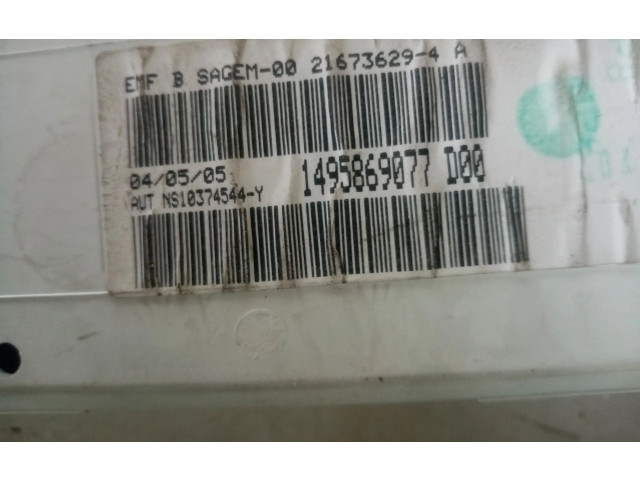 EMF B SAGEM-00 21673629-4 A
04/05/05
1495869077 D00
AUT NS10374544-Y